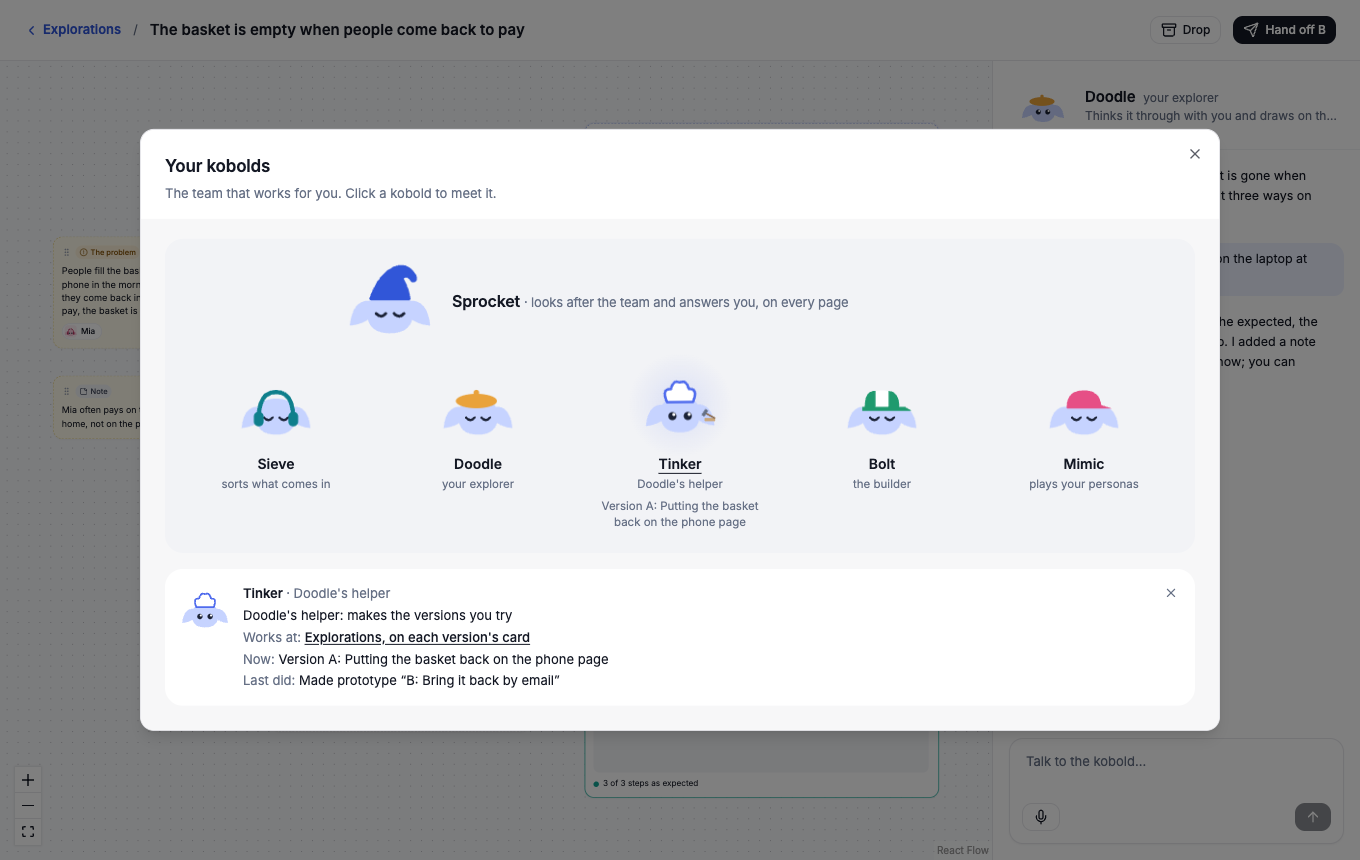 Explorations / The basket is empty when people come back to pay
Drop
Hand off B
Doodle your explorer
Thinks it through with you and draws on th...
t is gone when
t three ways on
on the laptop at
he expected, the
o. I added a note
now; you can
The problem
People fill the bas
phone in the morn
they come back in
pay, the basket is
Mia
Note
Mia often pays on
home, not on the p
Your kobolds
The team that works for you. Click a kobold to meet it.
Sprocket · looks after the team and answers you, on every page
Sieve
sorts what comes in
Doodle
your explorer
Tinker
Doodle's helper
Version A: Putting the basket
back on the phone page
Bolt
the builder
Mimic
plays your personas
Tinker · Doodle's helper
Doodle's helper: makes the versions you try
Works at: Explorations, on each version's card
Now: Version A: Putting the basket back on the phone page
Last did: Made prototype “B: Bring it back by email”
3 of 3 steps as expected
Talk to the kobold...
React Flow